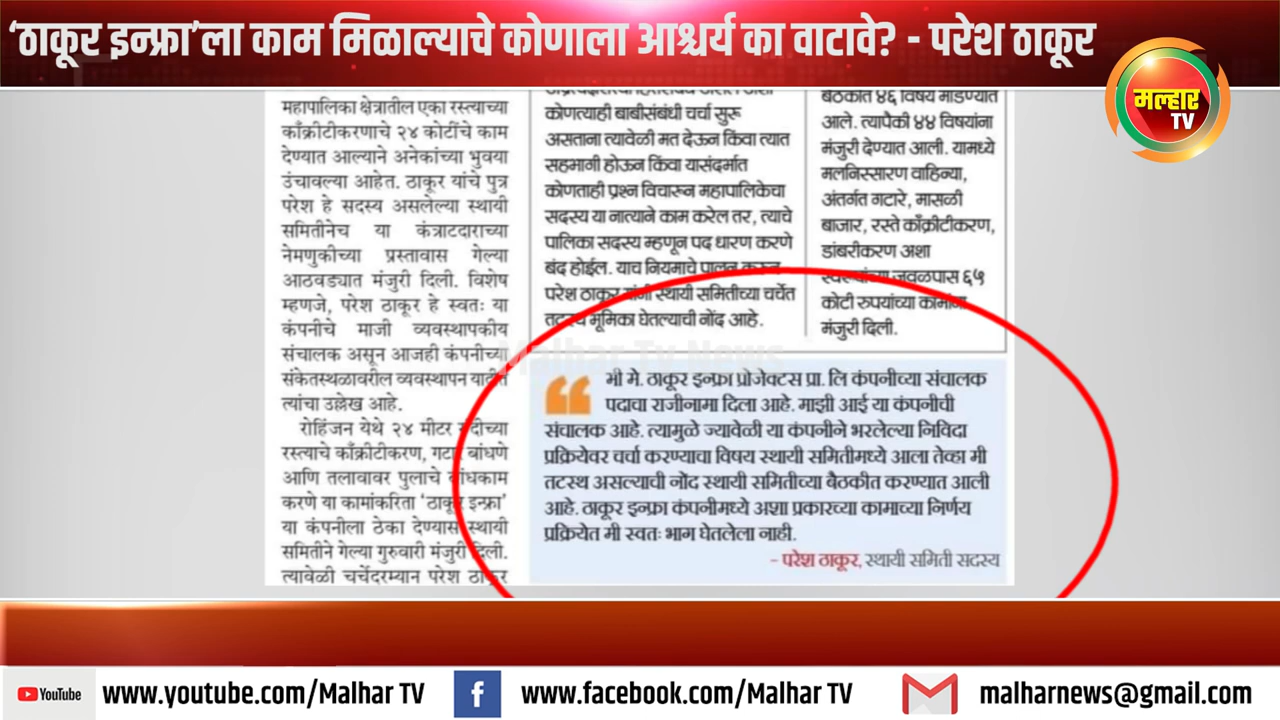 ‘ठाकूर इन्फ्रा’ला काम मिळाल्याचे कोणाला आश्चर्य का वाटावे? - परेश ठाकूर
मल्हार
TV
महापालिका क्षेत्रातील एका रस्त्याच्या
काँक्रीटीकरणाचे २४ कोटींचे काम
देण्यात आल्याने अनेकांच्या भुवया
उंचावल्या आहेत. ठाकूर यांचे पुत्र
परेश हे सदस्य असलेल्या स्थायी
समितीनेच या कंत्राटदाराच्या
नेमणुकीच्या प्रस्तावास गेल्या
आठवड्यात मंजुरी दिली. विशेष
म्हणजे, परेश ठाकूर हे स्वतः या
कंपनीचे माजी व्यवस्थापकीय
संचालक असून आजही कंपनीच्या
संकेतस्थळावरील व्यवस्थापन यादीत
त्यांचा उल्लेख आहे.
रोहिंजन येथे २४ मीटर रुंदीच्या
रस्त्याचे काँक्रीटीकरण, गटार बांधणे
आणि तलावावर पुलाचे बांधकाम
करणे या कामांकरिता ‘ठाकूर इन्फ्रा’
या कंपनीला ठेका देण्यास स्थायी
समितीने गेल्या गुरुवारी मंजुरी दिली.
त्यावेळी चर्चेदरम्यान परेश ठाकूर
कोणत्याही बाबीसंबंधी चर्चा सुरू
असताना त्यावेळी मत देऊन किंवा त्यात
सहमागी होऊन किंवा यासंदर्मात
कोणताही प्रश्न विचारून महापालिकेचा
सदस्य या नात्याने काम करेल तर, त्याचे
पालिका सदस्य म्हणून पद धारण करणे
बंद होईल. याच नियमाचे पालन करून
परेश ठाकूर यांनी स्थायी समितीच्या चर्चेत
तटस्थ मूमिका घेतल्याची नोंद आहे.
बैठकीत ४६ विषय मांडण्यात
आले. त्यापैकी ४४ विषयांना
मंजुरी देण्यात आली. यामध्ये
मलनिस्सारण वाहिन्या,
अंतर्गत गटारे, मासळी
बाजार, रस्ते काँक्रीटीकरण,
डांबरीकरण अशा
स्वरूपाच्या जवळपास ६५
कोटी रुपयांच्या कामांना
मंजुरी दिली.
Malhar Tv News
मी मे. ठाकूर इन्फ्रा प्रोजेक्टस प्रा. लि कंपनीच्या संचालक
पदाचा राजीनामा दिला आहे. माझी आई या कंपनीची
संचालक आहे. त्यामुळे ज्यावेळी या कंपनीने भरलेल्या निविदा
प्रक्रियेवर चर्चा करण्याचा विषय स्थायी समितीमध्ये आला तेव्हा मी
तटस्थ असल्याची नोंद स्थायी समितीच्या बैठकीत करण्यात आली
आहे. ठाकूर इन्फ्रा कंपनीमध्ये अशा प्रकारच्या कामाच्या निर्णय
प्रक्रियेत मी स्वतः भाग घेतलेला नाही.
- परेश ठाकूर, स्थायी समिती सदस्य
YouTube www.youtube.com/Malhar TV
www.facebook.com/Malhar TV
malharnews@gmail.com